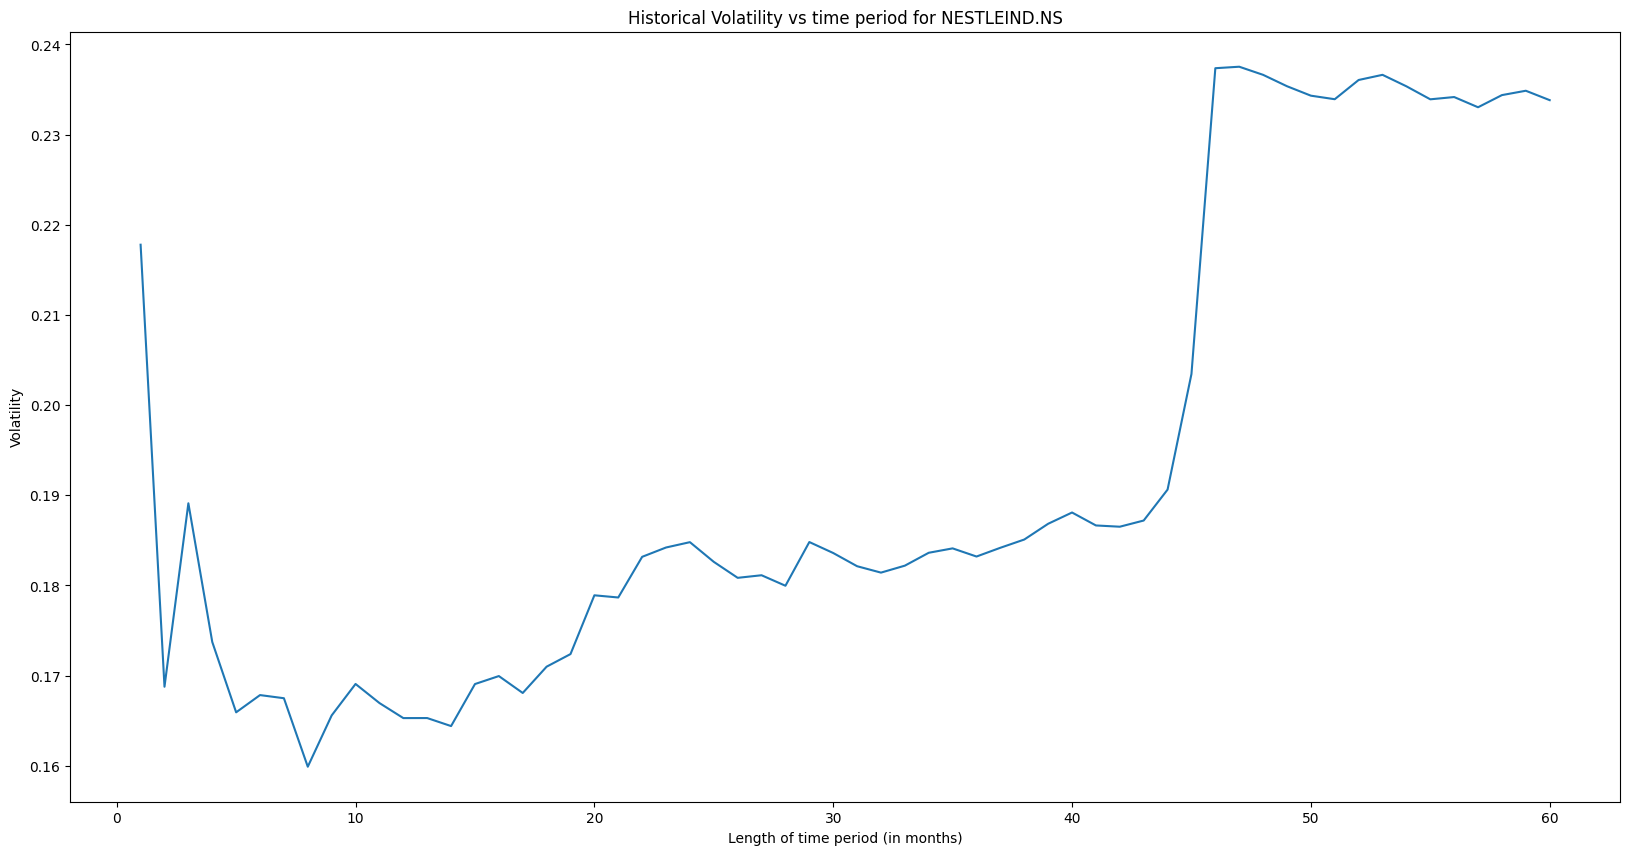 Historical Volatility vs time period for NESTLEIND.NS
0.24
0.23
0.22
0.21
0.20
0.19
0.18
0.17
0.16
Volatility
0 10 20 30 40 50 60
Length of time period (in months)